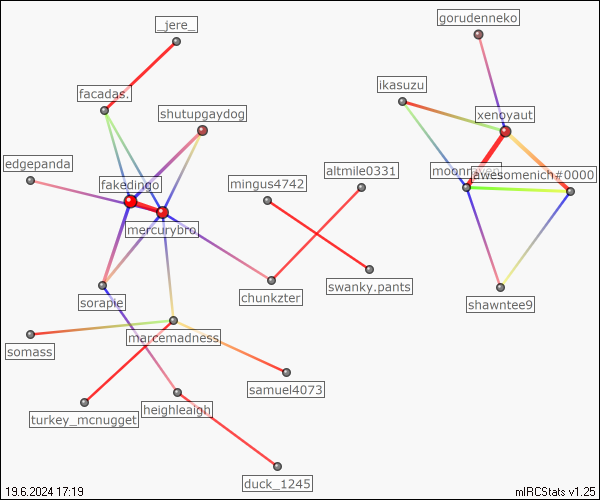 gorudenneko
_jere_
ikasuzu
facadas.
shutupgaydog
xenoyaut
edgepanda
altmile0331
awesomenich#0000
fakedingo
mingus4742
mercurybro.
swanky.pants
sorapie
chunkzter
shawntee9
marcemadness
somass
samuel4073
heighleaigh
turkey_mcnugget
duck_1245
19.6.2024 17:19
mIRCStats v1.25